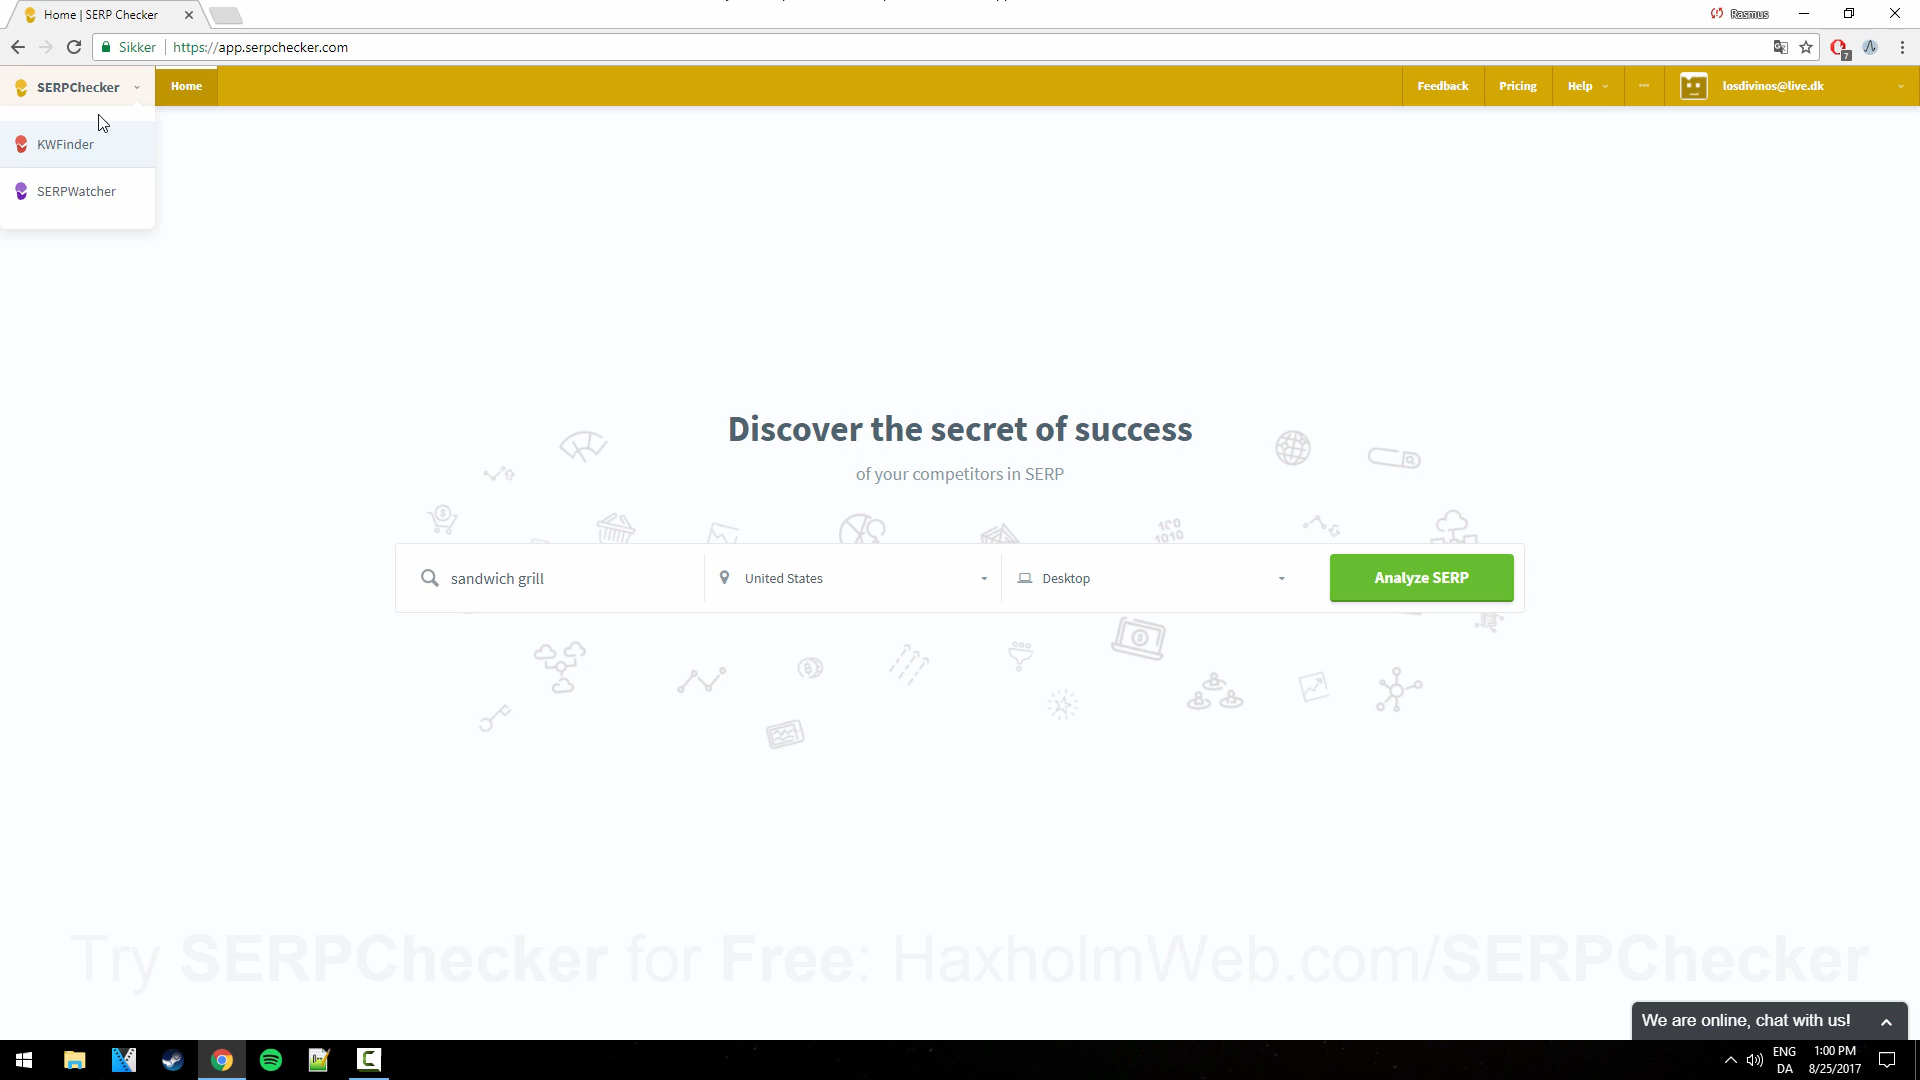 Home | SERP Checker
Rasmus
Sikker
https://app.serpchecker.com
7
SERPChecker
Home
Feedback
Pricing
Help
losdivinos@live.dk
KWFinder
SERPWatcher
Discover the secret of success
of your competitors in SERP
100
1010
sandwich grill
United States
Desktop
Analyze SERP
Try SERPChecker for Free: HaxholmWeb.com/SERPChecker
We are online, chat with us!
ENG
DA
1:00 PM
8/25/2017